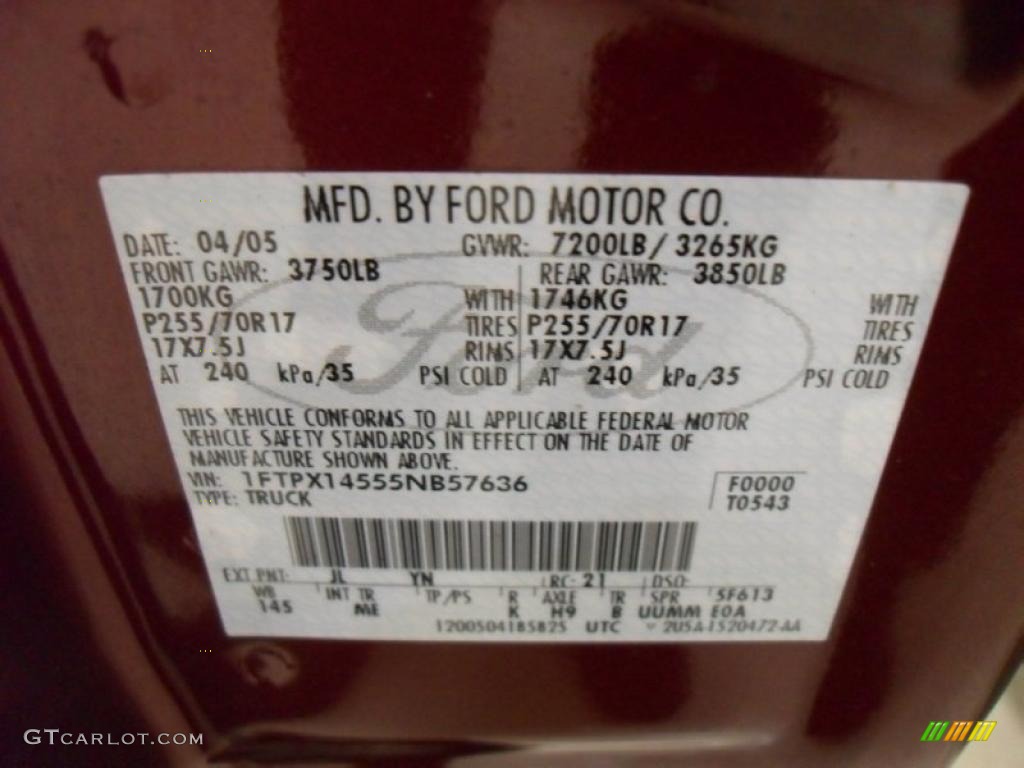 MFD. BY FORD MOTOR CO.
DATE: 04/05 GVWR: 7200LB/ 3265KG
FRONT GAWR: 3750LB REAR GAWR: 3850LB
1700KG WITH 1746KG WITH
P255/70R17 TIRES P255/70R17 TIRES
17X7.5J RIMS 17X7.5J RIMS
AT 240 kPa/35 PSI COLD AT 240 kPa/35 PSI COLD
Ford
THIS VEHICLE CONFORMS TO ALL APPLICABLE FEDERAL MOTOR
VEHICLE SAFETY STANDARDS IN EFFECT ON THE DATE OF
MANUFACTURE SHOWN ABOVE.
VIN: 1FTPX14555NB57636 F0000
TYPE: TRUCK T0543
EXT PNT: JL YN RC: 21 DSO:
WB INT TR TP/PS R AXLE TR SPR 5F613
145 ME K H9 B UUMM E0A
1200504185825 UTC 2U5A-1520472-AA
GTCARLOT.COM